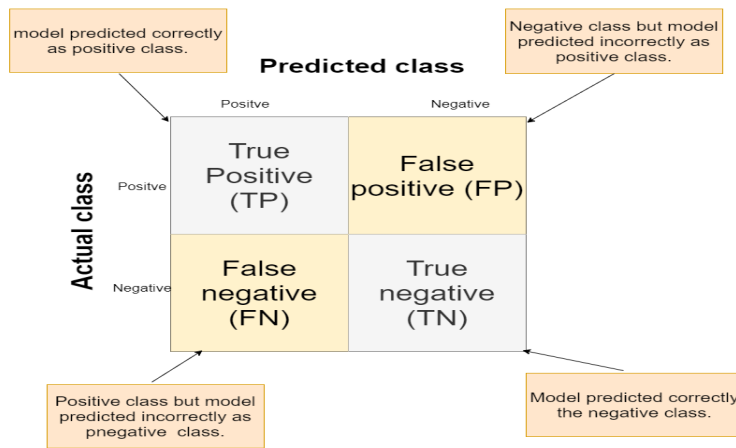 model predicted correctly
as positive class.
Negative class but model
predicted incorrectly as
positive class.
Predicted class
Positve
Negative
Actual class
Positve
True
Positive
(TP)
False
positive (FP)
Negative
False
negative
(FN)
True
negative
(TN)
Positive class but model
predicted incorrectly as
pnegative class.
Model predicted correctly
the negative class.